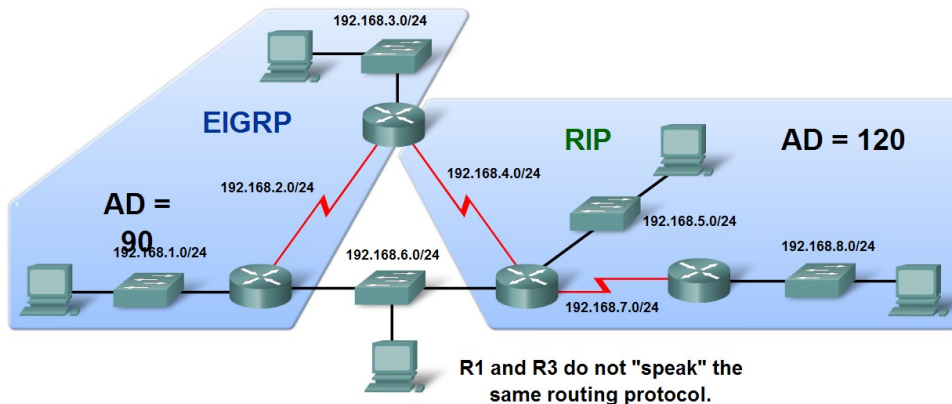 192.168.3.0/24
EIGRP
RIP
AD = 120
192.168.2.0/24
192.168.4.0/24
AD =
90
192.168.5.0/24
192.168.1.0/24
192.168.6.0/24
192.168.8.0/24
192.168.7.0/24
R1 and R3 do not "speak" the
same routing protocol.